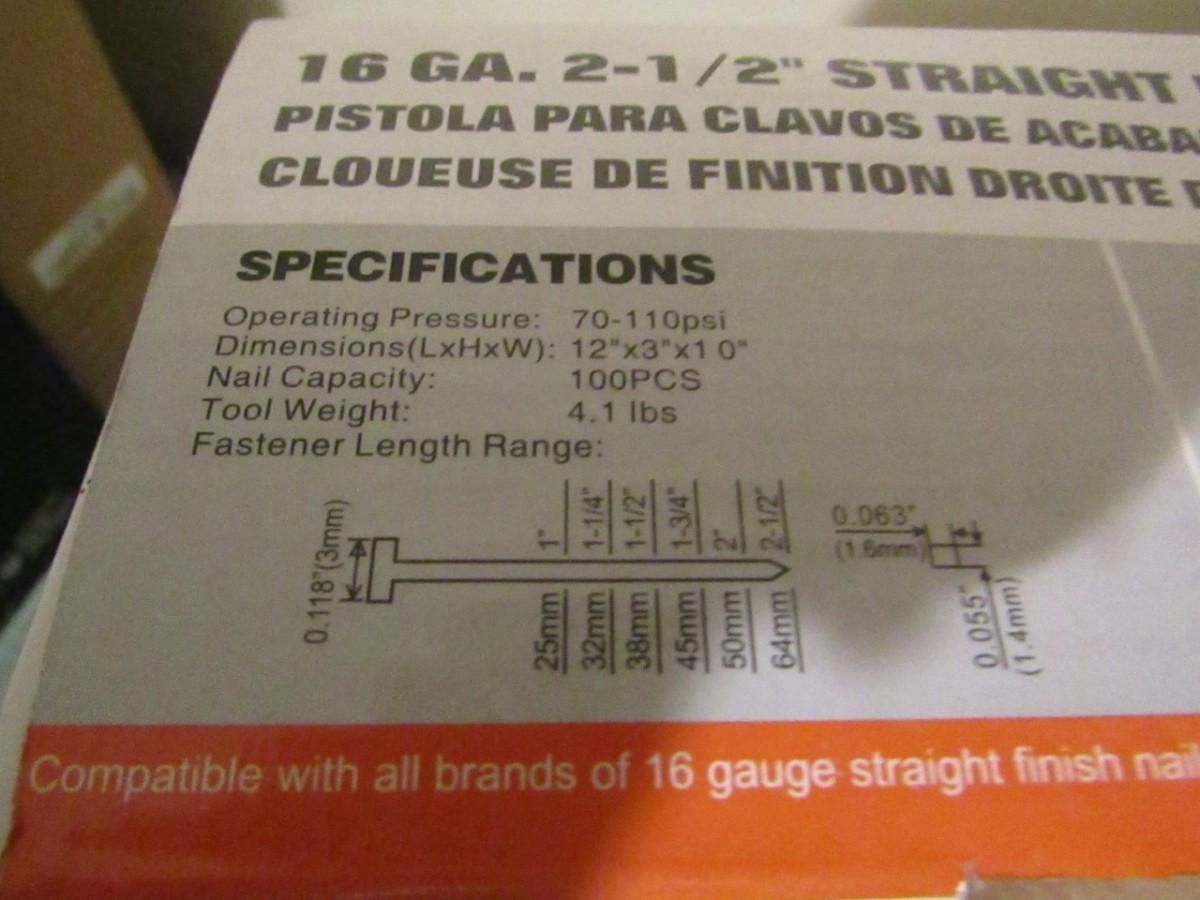 16 GA. 2-1/2" STRAIGHT
PISTOLA PARA CLAVOS DE ACABA
CLOUEUSE DE FINITION DROITE D
SPECIFICATIONS
Operating Pressure: 70-110psi
Dimensions(LxHxW): 12"x3"x1 0"
Nail Capacity: 100PCS
Tool Weight: 4.1 lbs
Fastener Length Range:
0.118"(3mm)
1" 1-1/4" 1-1/2" 1-3/4" 2" 2-1/2"
25mm 32mm 38mm 45mm 50mm 64mm
0.063"
(1.6mm)
0.055"
(1.4mm)
Compatible with all brands of 16 gauge straight finish nail